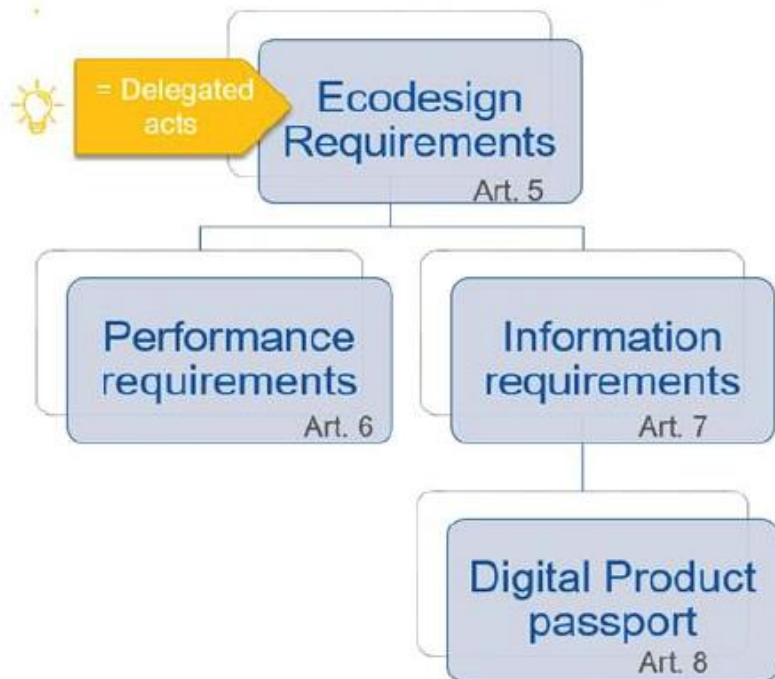 = Delegated
acts
Ecodesign
Requirements
Art. 5
Performance
requirements
Art. 6
Information
requirements
Art. 7
Digital Product
passport
Art. 8